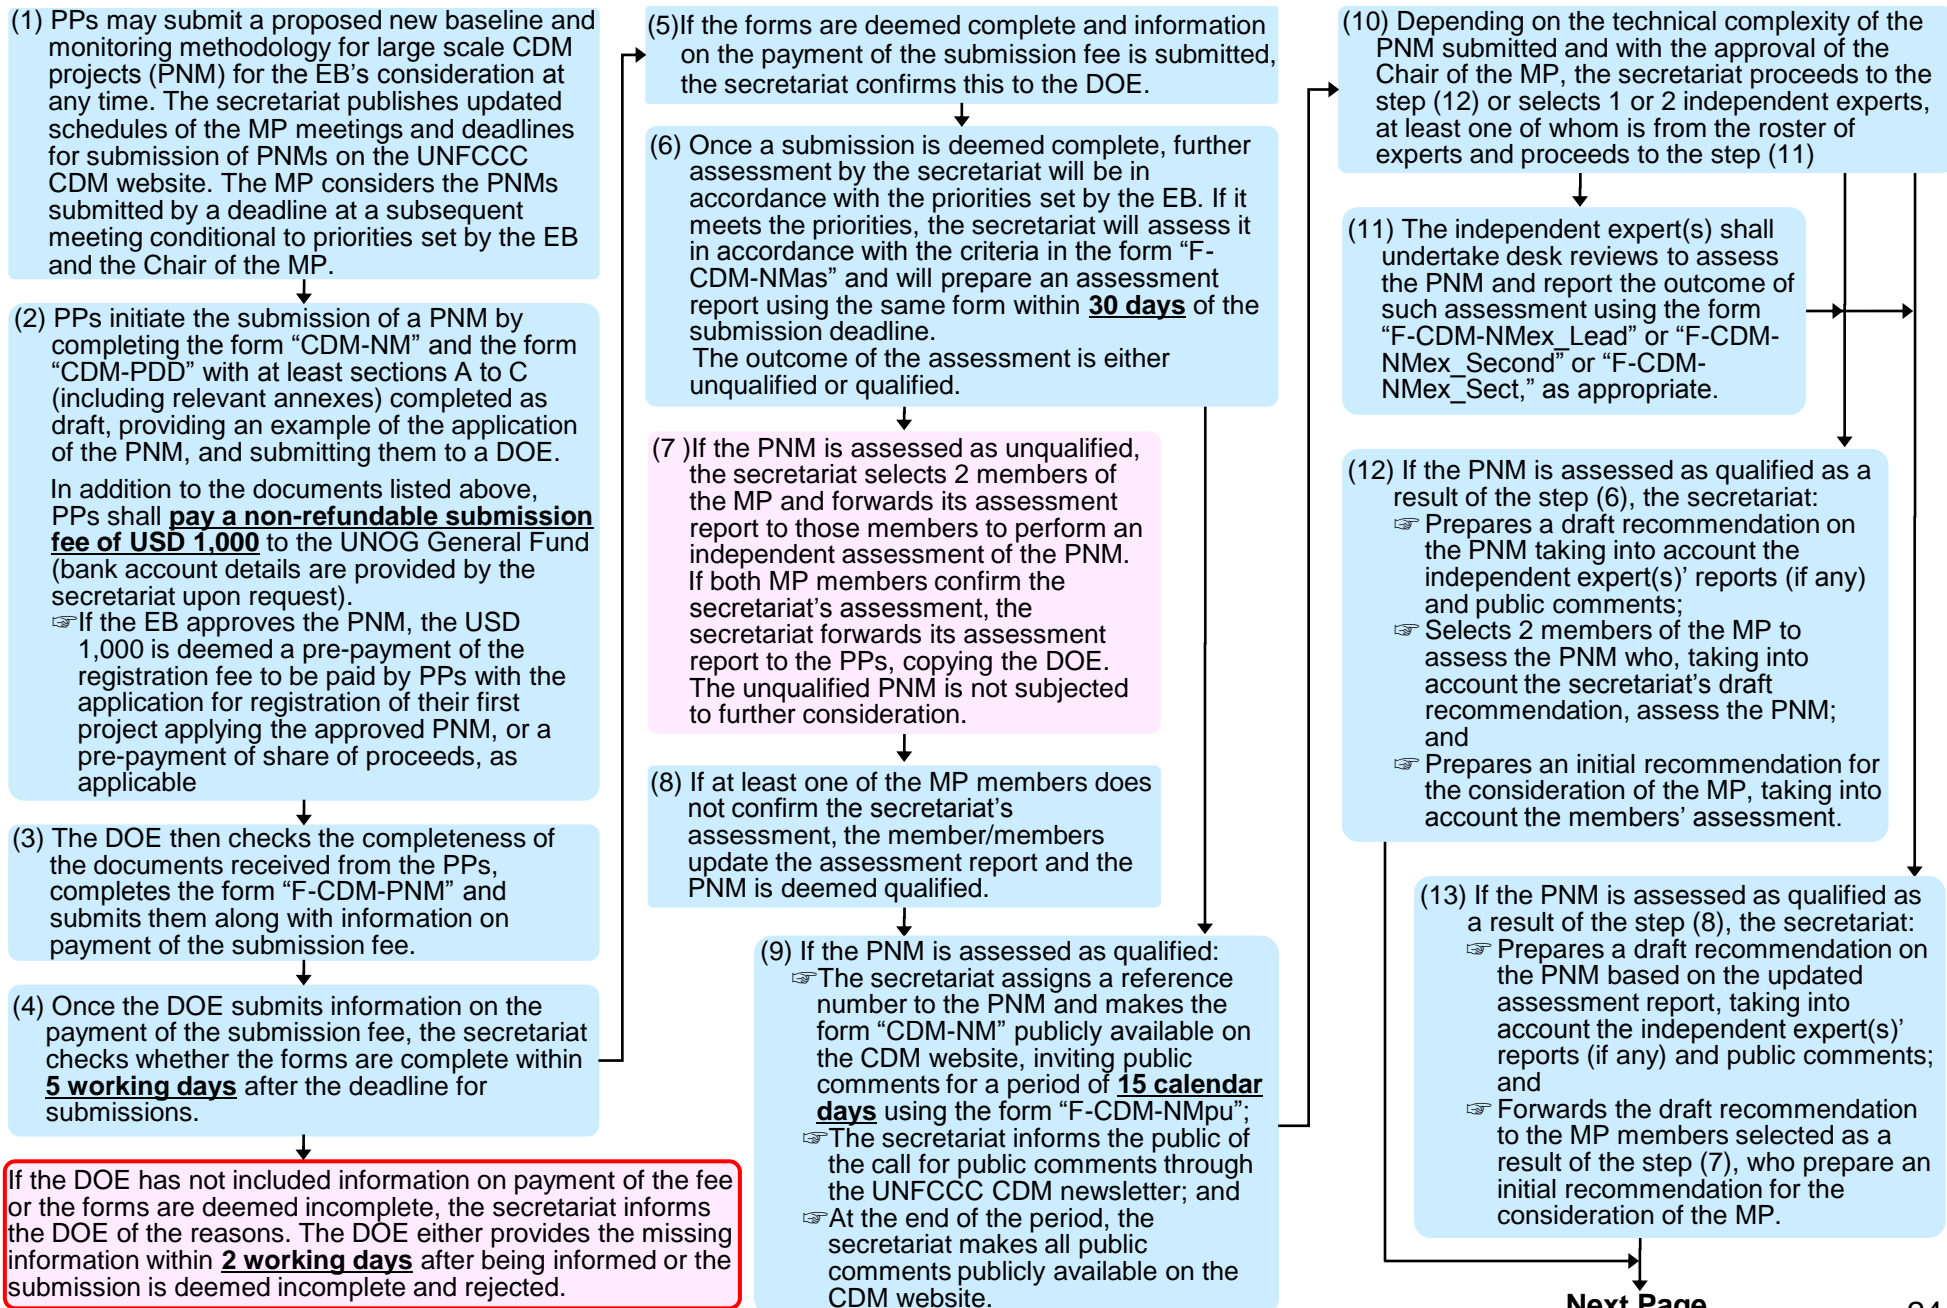 (1) PPs may submit a proposed new baseline and
monitoring methodology for large scale CDM
projects (PNM) for the EB’s consideration at
any time. The secretariat publishes updated
schedules of the MP meetings and deadlines
for submission of PNMs on the UNFCCC
CDM website. The MP considers the PNMs
submitted by a deadline at a subsequent
meeting conditional to priorities set by the EB
and the Chair of the MP.
(2) PPs initiate the submission of a PNM by
completing the form “CDM-NM” and the form
“CDM-PDD” with at least sections A to C
(including relevant annexes) completed as
draft, providing an example of the application
of the PNM, and submitting them to a DOE.
In addition to the documents listed above,
PPs shall pay a non-refundable submission
fee of USD 1,000 to the UNOG General Fund
(bank account details are provided by the
secretariat upon request).
☞If the EB approves the PNM, the USD
1,000 is deemed a pre-payment of the
registration fee to be paid by PPs with the
application for registration of their first
project applying the approved PNM, or a
pre-payment of share of proceeds, as
applicable
(3) The DOE then checks the completeness of
the documents received from the PPs,
completes the form “F-CDM-PNM” and
submits them along with information on
payment of the submission fee.
(4) Once the DOE submits information on the
payment of the submission fee, the secretariat
checks whether the forms are complete within
5 working days after the deadline for
submissions.
If the DOE has not included information on payment of the fee
or the forms are deemed incomplete, the secretariat informs
the DOE of the reasons. The DOE either provides the missing
information within 2 working days after being informed or the
submission is deemed incomplete and rejected.
(5)If the forms are deemed complete and information
on the payment of the submission fee is submitted,
the secretariat confirms this to the DOE.
(6) Once a submission is deemed complete, further
assessment by the secretariat will be in
accordance with the priorities set by the EB. If it
meets the priorities, the secretariat will assess it
in accordance with the criteria in the form “F-
CDM-NMas” and will prepare an assessment
report using the same form within 30 days of the
submission deadline.
The outcome of the assessment is either
unqualified or qualified.
(7 )If the PNM is assessed as unqualified,
the secretariat selects 2 members of
the MP and forwards its assessment
report to those members to perform an
independent assessment of the PNM.
If both MP members confirm the
secretariat’s assessment, the
secretariat forwards its assessment
report to the PPs, copying the DOE.
The unqualified PNM is not subjected
to further consideration.
(8) If at least one of the MP members does
not confirm the secretariat’s
assessment, the member/members
update the assessment report and the
PNM is deemed qualified.
(9) If the PNM is assessed as qualified:
☞The secretariat assigns a reference
number to the PNM and makes the
form “CDM-NM” publicly available on
the CDM website, inviting public
comments for a period of 15 calendar
days using the form “F-CDM-NMpu”;
☞The secretariat informs the public of
the call for public comments through
the UNFCCC CDM newsletter; and
☞At the end of the period, the
secretariat makes all public
comments publicly available on the
CDM website.
(10) Depending on the technical complexity of the
PNM submitted and with the approval of the
Chair of the MP, the secretariat proceeds to the
step (12) or selects 1 or 2 independent experts,
at least one of whom is from the roster of
experts and proceeds to the step (11)
(11) The independent expert(s) shall
undertake desk reviews to assess
the PNM and report the outcome of
such assessment using the form
“F-CDM-NMex_Lead” or “F-CDM-
NMex_Second” or “F-CDM-
NMex_Sect,” as appropriate.
(12) If the PNM is assessed as qualified as a
result of the step (6), the secretariat:
☞Prepares a draft recommendation on
the PNM taking into account the
independent expert(s)’ reports (if any)
and public comments;
☞Selects 2 members of the MP to
assess the PNM who, taking into
account the secretariat’s draft
recommendation, assess the PNM;
and
☞Prepares an initial recommendation for
the consideration of the MP, taking into
account the members’ assessment.
(13) If the PNM is assessed as qualified as
a result of the step (8), the secretariat:
☞Prepares a draft recommendation on
the PNM based on the updated
assessment report, taking into
account the independent expert(s)’
reports (if any) and public comments;
and
☞Forwards the draft recommendation
to the MP members selected as a
result of the step (7), who prepare an
initial recommendation for the
consideration of the MP.
Next Page